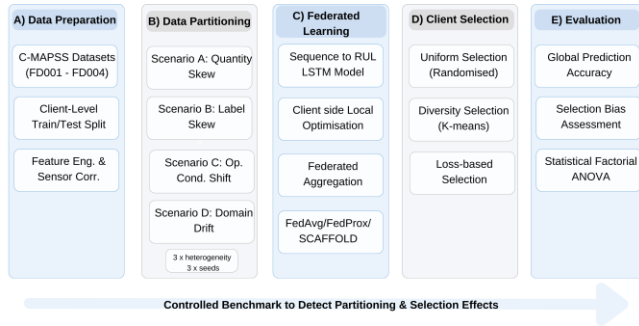 A) Data Preparation
C-MAPSS Datasets
(FD001 - FD004)
Client-Level
Train/Test Split
Feature Eng. &
Sensor Corr.
B) Data Partitioning
Scenario A: Quantity
Skew
Scenario B: Label
Skew
Scenario C: Op.
Cond. Shift
Scenario D: Domain
Drift
3 x heterogeneity
3 x seeds
C) Federated
Learning
Sequence to RUL
LSTM Model
Client side Local
Optimisation
Federated
Aggregation
FedAvg/FedProx/
SCAFFOLD
D) Client Selection
Uniform Selection
(Randomised)
Diversity Selection
(K-means)
Loss-based
Selection
E) Evaluation
Global Prediction
Accuracy
Selection Bias
Assessment
Statistical Factorial
ANOVA
Controlled Benchmark to Detect Partitioning & Selection Effects